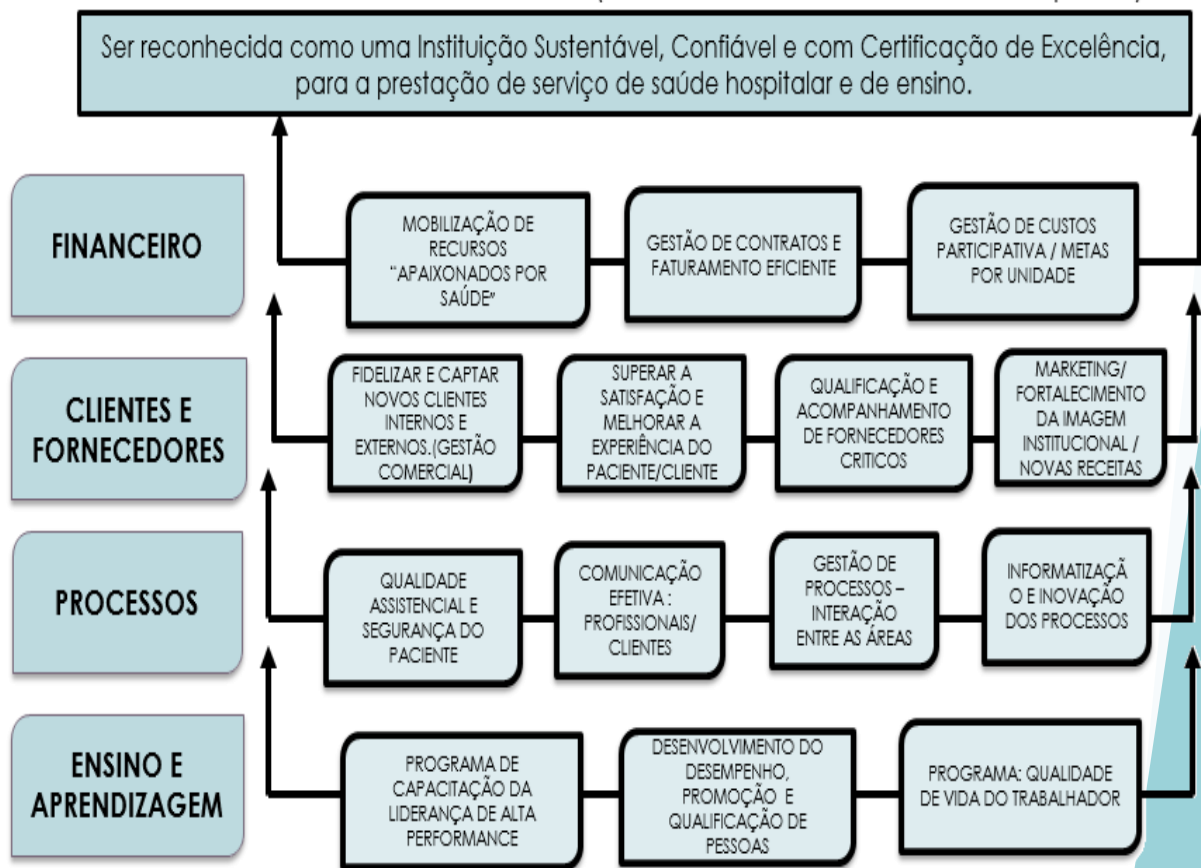 Ser reconhecida como uma Instituição Sustentável, Confiável e com Certificação de Excelência,
para a prestação de serviço de saúde hospitalar e de ensino.
FINANCEIRO
MOBILIZAÇÃO DE
RECURSOS
"APAIXONADOS POR
SAÚDE"
GESTÃO DE CONTRATOS E
FATURAMENTO EFICIENTE
GESTÃO DE CUSTOS
PARTICIPATIVA / METAS
POR UNIDADE
CLIENTES E
FORNECEDORES
FIDELIZAR E CAPTAR
NOVOS CLIENTES
INTERNOS E
EXTERNOS.(GESTÃO
COMERCIAL)
SUPERAR A
SATISFAÇÃO E
MELHORAR A
EXPERIÊNCIA DO
PACIENTE/CLIENTE
QUALIFICAÇÃO E
ACOMPANHAMENTO
DE FORNECEDORES
CRITICOS
MARKETING/
FORTALECIMENTO
DA IMAGEM
INSTITUCIONAL /
NOVAS RECEITAS
PROCESSOS
QUALIDADE
ASSISTENCIAL E
SEGURANÇA DO
PACIENTE
COMUNICAÇÃO
EFETIVA :
PROFISSIONAIS/
CLIENTES
GESTÃO DE
PROCESSOS –
INTERAÇÃO
ENTRE AS ÁREAS
INFORMATIZAÇÃ
O E INOVAÇÃO
DOS PROCESSOS
ENSINO E
APRENDIZAGEM
PROGRAMA DE
CAPACITAÇÃO DA
LIDERANÇA DE ALTA
PERFORMANCE
DESENVOLVIMENTO DO
DESEMPENHO,
PROMOÇÃO E
QUALIFICAÇÃO DE
PESSOAS
PROGRAMA: QUALIDADE
DE VIDA DO TRABALHADOR